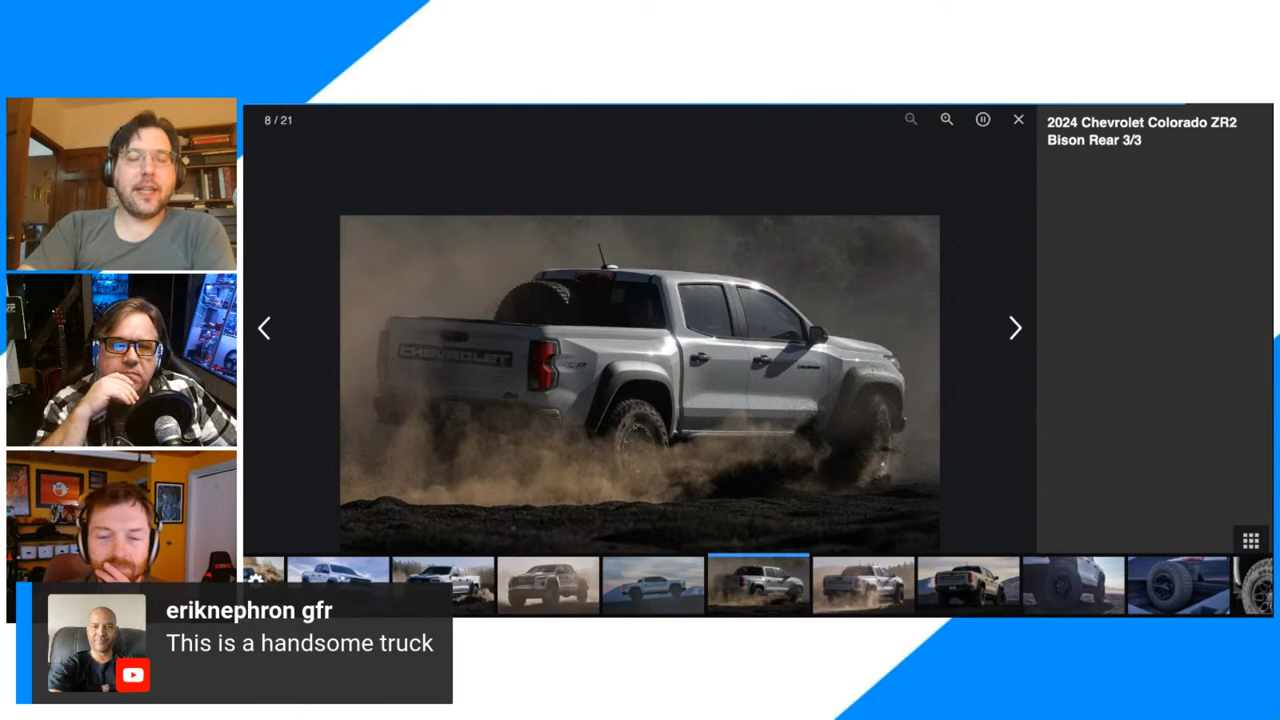 8 / 21
2024 Chevrolet Colorado ZR2
Bison Rear 3/3
CHEVROLET
eriknephron gfr
This is a handsome truck